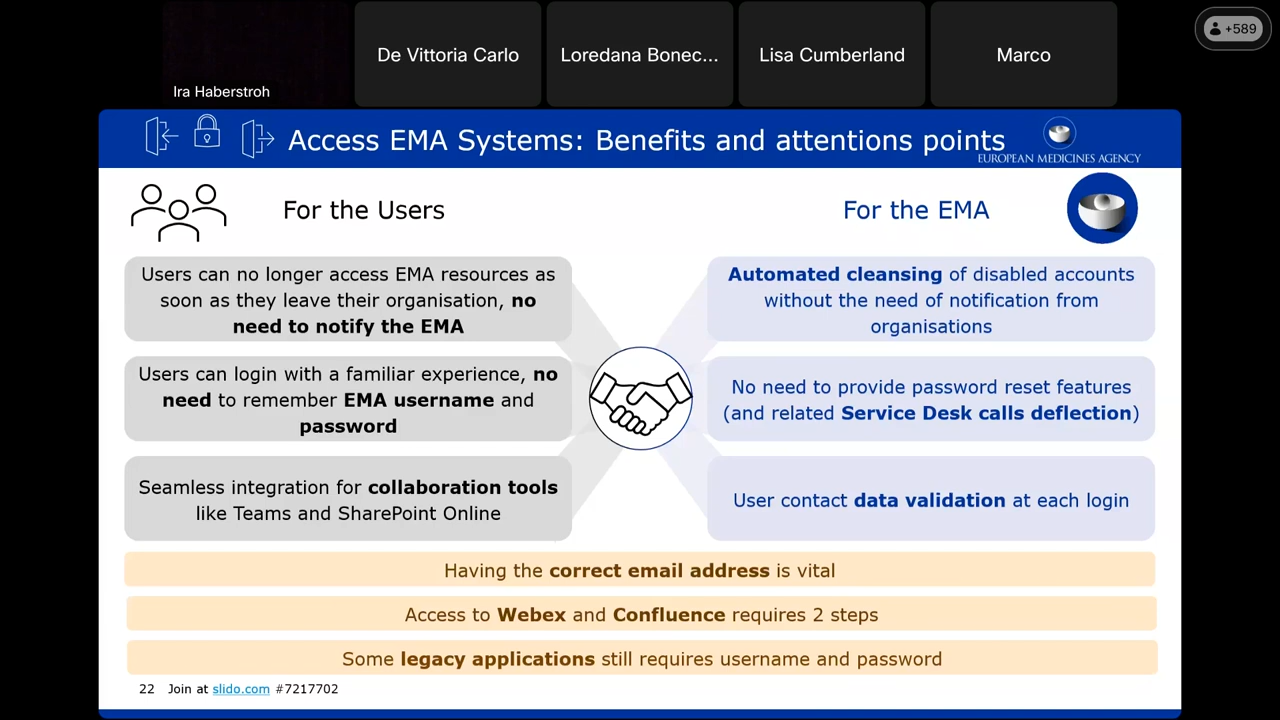 +589
De Vittoria Carlo
Loredana Bonec...
Lisa Cumberland
Marco
Ira Haberstroh
Access EMA Systems: Benefits and attentions points
EUROPEAN MEDICINES AGENCY
For the Users
For the EMA
Users can no longer access EMA resources as
soon as they leave their organisation, no
need to notify the EMA
Automated cleansing of disabled accounts
without the need of notification from
organisations
Users can login with a familiar experience, no
need to remember EMA username and
password
No need to provide password reset features
(and related Service Desk calls deflection)
Seamless integration for collaboration tools
like Teams and SharePoint Online
User contact data validation at each login
Having the correct email address is vital
Access to Webex and Confluence requires 2 steps
Some legacy applications still requires username and password
22 Join at slido.com #7217702